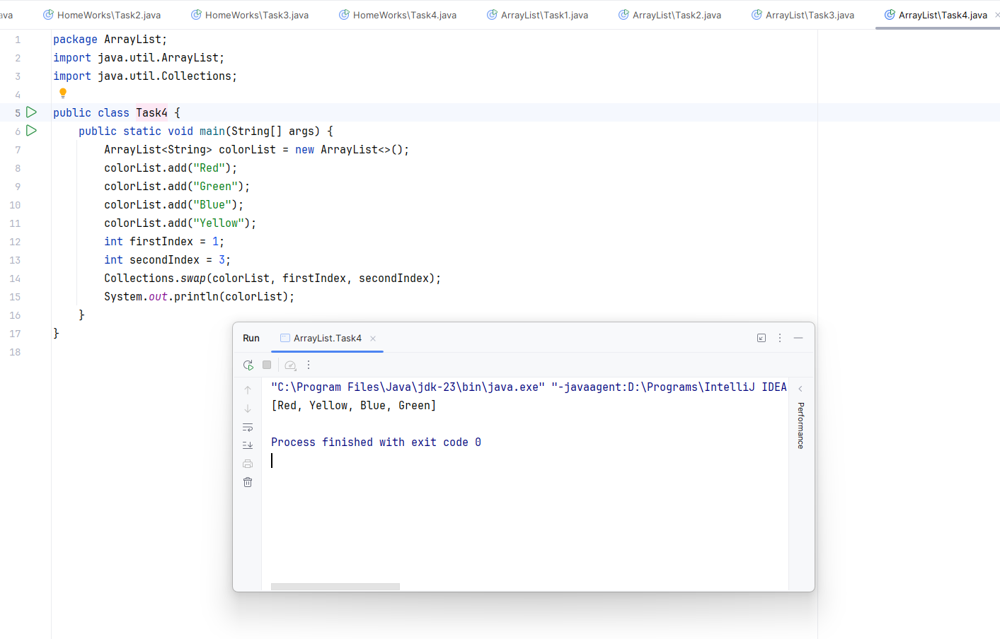 ava HomeWorks\Task2.java HomeWorks\Task3.java HomeWorks\Task4.java ArrayList\Task1.java ArrayList\Task2.java ArrayList\Task3.java ArrayList\Task4.java
1 package ArrayList;
2 import java.util.ArrayList;
3 import java.util.Collections;
4
5 public class Task4 {
6 public static void main(String[] args) {
7 ArrayList<String> colorList = new ArrayList<>();
8 colorList.add("Red");
9 colorList.add("Green");
10 colorList.add("Blue");
11 colorList.add("Yellow");
12 int firstIndex = 1;
13 int secondIndex = 3;
14 Collections.swap(colorList, firstIndex, secondIndex);
15 System.out.println(colorList);
16 }
17 }
18
Run ArrayList.Task4
"C:\Program Files\Java\jdk-23\bin\java.exe" "-javaagent:D:\Programs\IntelliJ IDEA
[Red, Yellow, Blue, Green]
Process finished with exit code 0
Performance